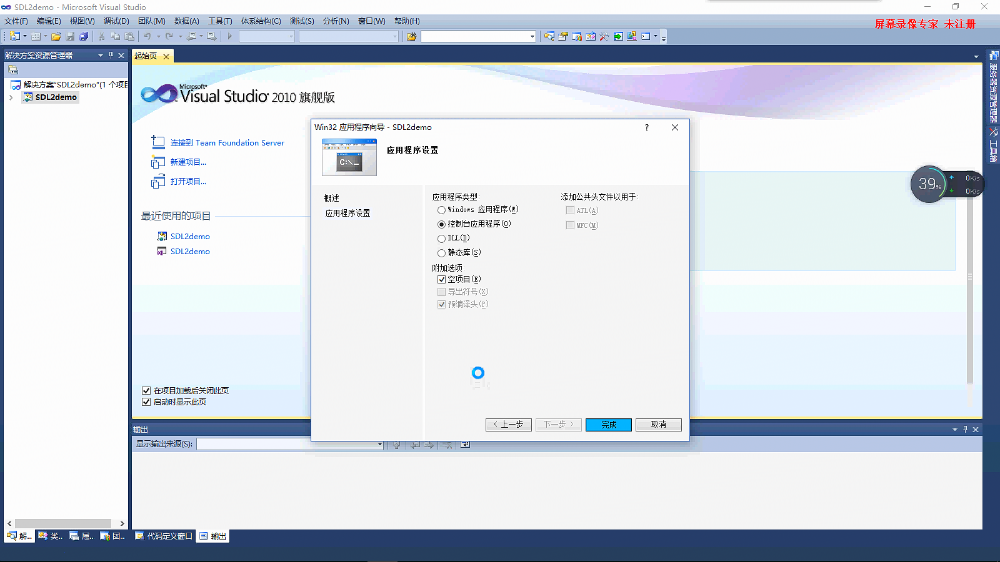 SDL2demo - Microsoft Visual Studio
文件(F) 编辑(E) 视图(V) 调试(D) 团队(M) 数据(A) 工具(T) 体系结构(C) 测试(S) 分析(N) 窗口(W) 帮助(H)
屏幕录像专家 未注册
解决方案资源管理器
起始页
解决方案"SDL2demo"(1 个项目
SDL2demo
Microsoft
Visual Studio 2010 旗舰版
连接到 Team Foundation Server
新建项目...
打开项目...
最近使用的项目
SDL2demo
SDL2demo
在项目加载后关闭此页
启动时显示此页
Win32 应用程序向导 - SDL2demo
?
C:\_
应用程序设置
概述
应用程序设置
应用程序类型:
Windows 应用程序(W)
控制台应用程序(O)
DLL(D)
静态库(S)
附加选项:
空项目(E)
导出符号(X)
预编译头(P)
添加公共头文件以用于:
ATL(A)
MFC(M)
< 上一步
下一步 >
完成
取消
39%
0K/s
0K/s
服务器资源管理器
工具箱
输出
显示输出来源(S):
解...
类...
属...
团...
代码定义窗口
输出